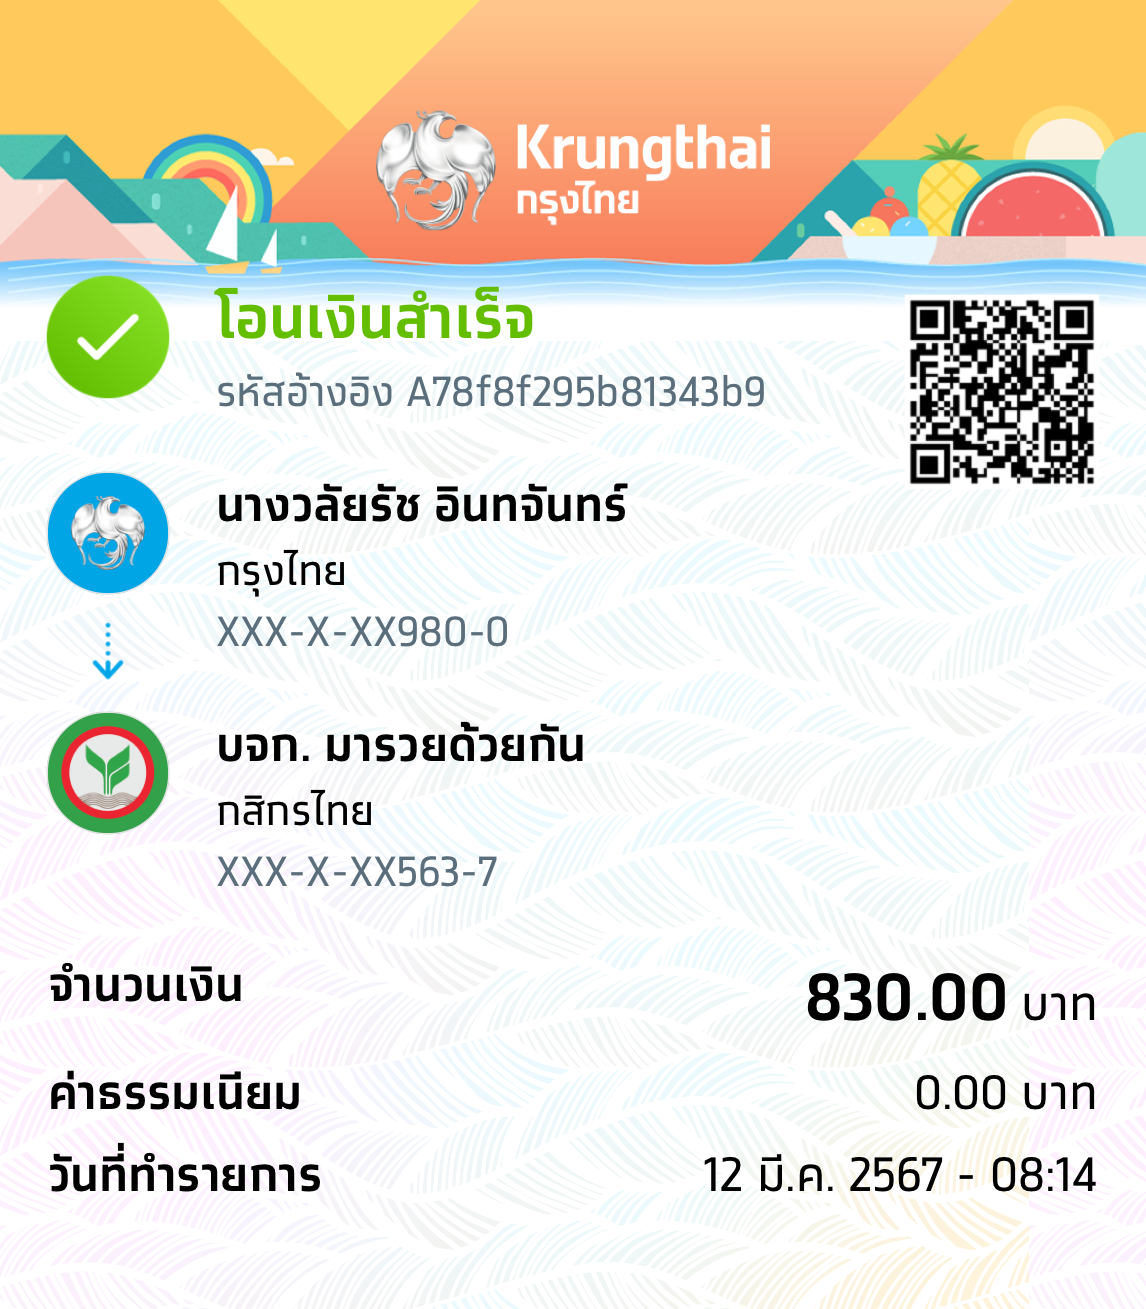 Krungthai
กรุงไทย
โอนเงินสำเร็จ
รหัสอ้างอิง A78f8f295b81343b9
นางวลัยรัช อินทจันทร์
กรุงไทย
XXX-X-XX980-0
บจก. มารวยด้วยกัน
กสิกรไทย
XXX-X-XX563-7
จำนวนเงิน 830.00 บาท
ค่าธรรมเนียม 0.00 บาท
วันที่ทำรายการ 12 มี.ค. 2567 - 08:14